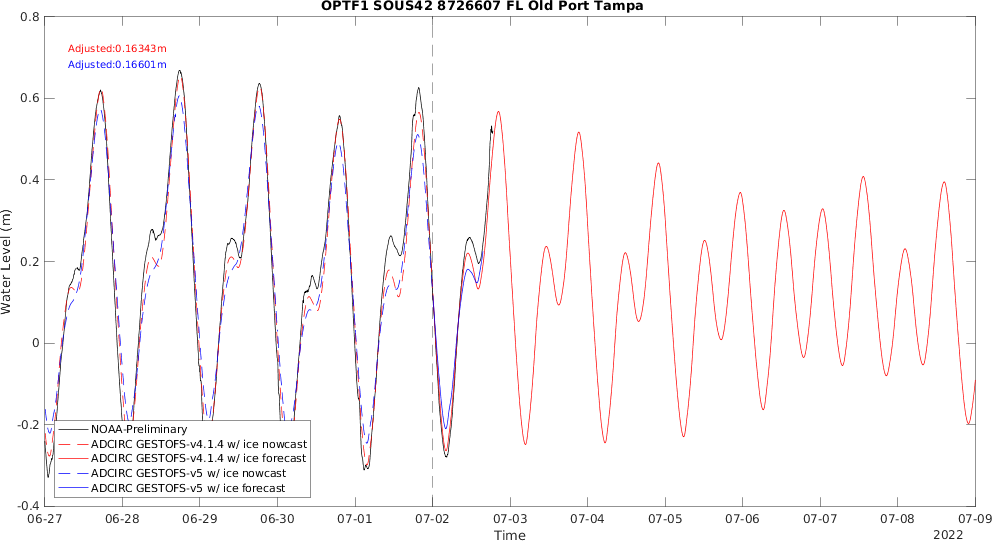 OPTF1 SOUS42 8726607 FL Old Port Tampa
Adjusted:0.16343m
Adjusted:0.16601m
Water Level (m)
0.8
0.6
0.4
0.2
0
-0.2
-0.4
NOAA-Preliminary
ADCIRC GESTOFS-v4.1.4 w/ ice nowcast
ADCIRC GESTOFS-v4.1.4 w/ ice forecast
ADCIRC GESTOFS-v5 w/ ice nowcast
ADCIRC GESTOFS-v5 w/ ice forecast
06-27 06-28 06-29 06-30 07-01 07-02 07-03 07-04 07-05 07-06 07-07 07-08 07-09
Time
2022